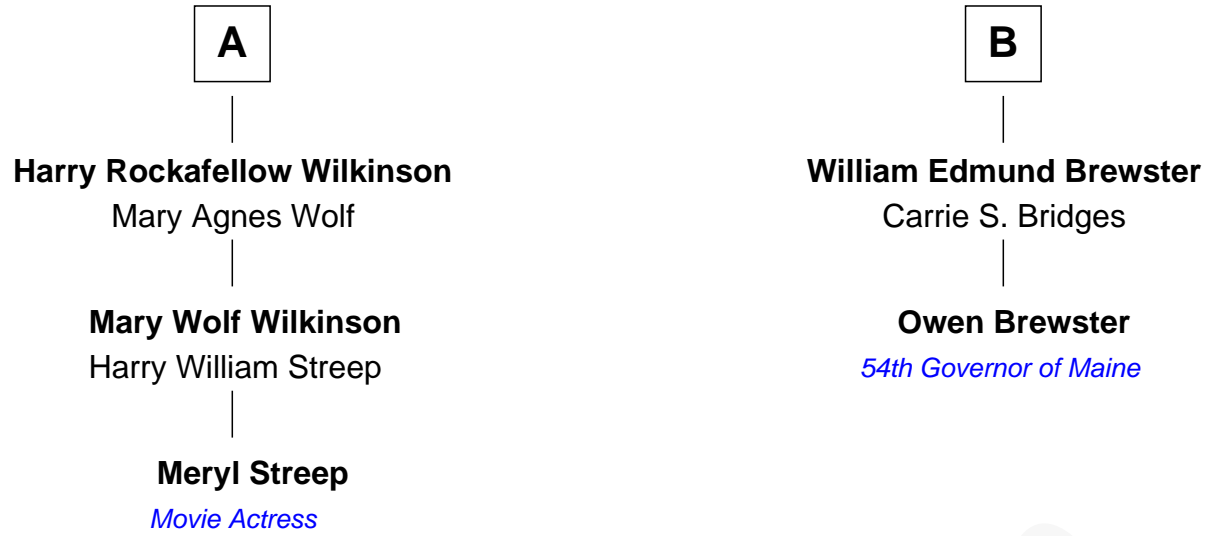 A
Harry Rockafellow Wilkinson
Mary Agnes Wolf
Mary Wolf Wilkinson
Harry William Streep
Meryl Streep
Movie Actress
B
William Edmund Brewster
Carrie S. Bridges
Owen Brewster
54th Governor of Maine